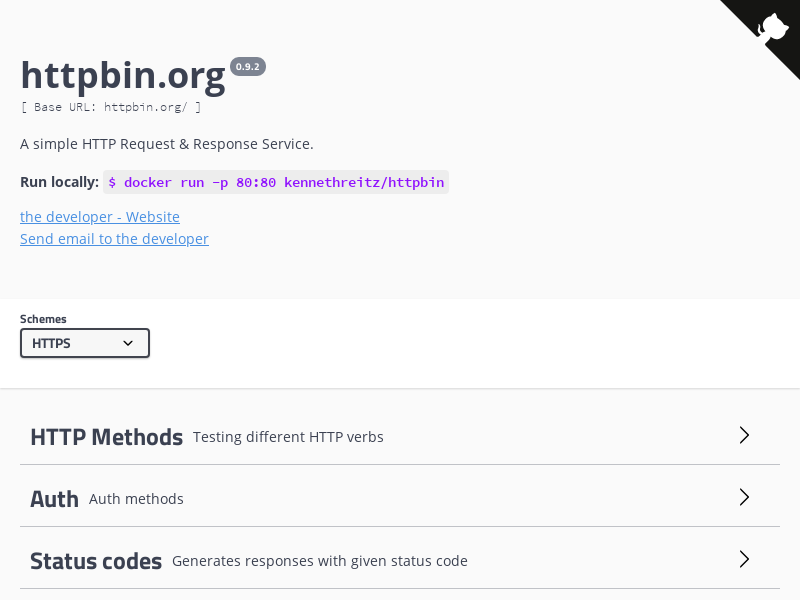 httpbin.org 0.9.2
[ Base URL: httpbin.org/ ]
A simple HTTP Request & Response Service.
Run locally: $ docker run -p 80:80 kennethreitz/httpbin
the developer - Website
Send email to the developer
Schemes
HTTPS
HTTP Methods Testing different HTTP verbs
Auth Auth methods
Status codes Generates responses with given status code